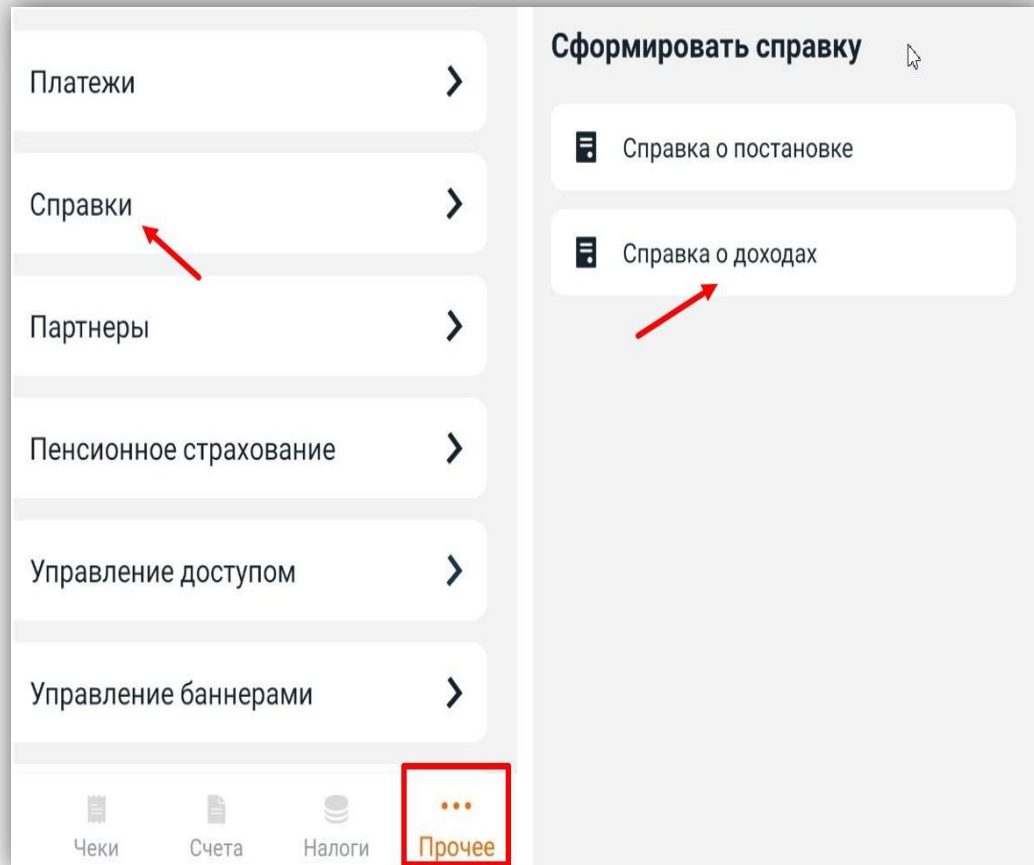 Платежи
Справки
Партнеры
Пенсионное страхование
Управление доступом
Управление баннерами
Чеки
Счета
Налоги
Прочее
Сформировать справку
Справка о постановке
Справка о доходах